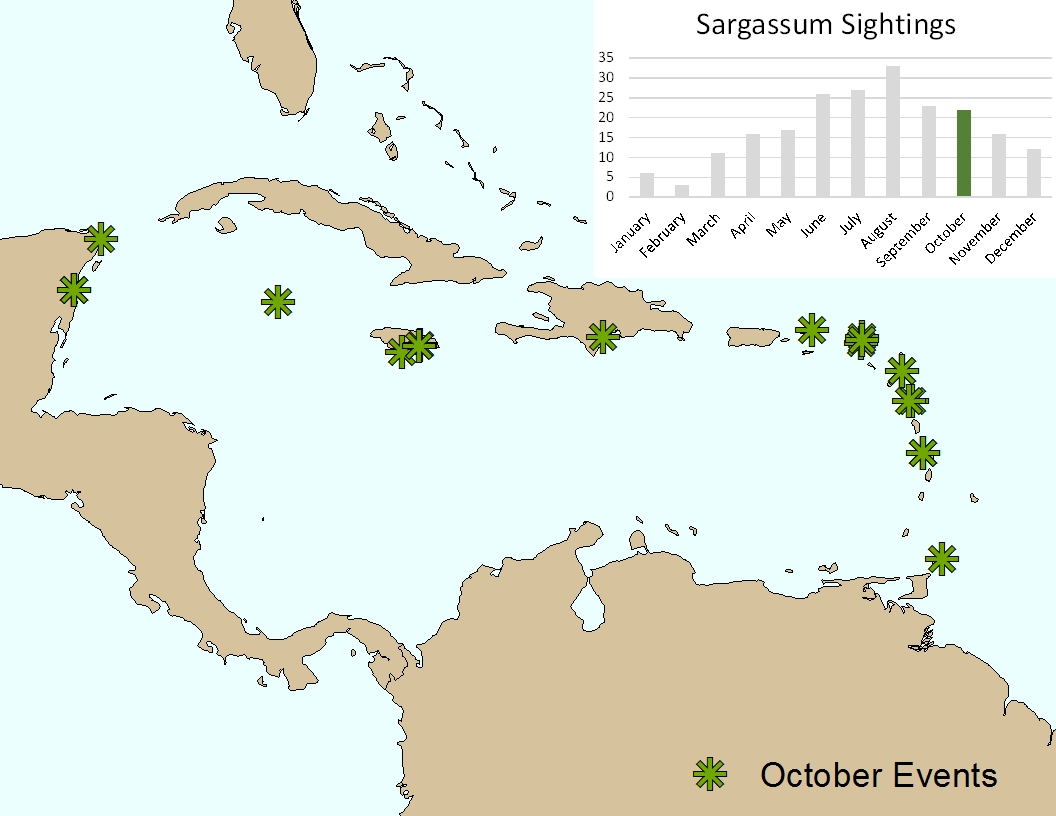 Sargassum Sightings
35
30
25
20
15
10
5
0
January
February
March
April
May
June
July
August
September
October
November
December
October Events